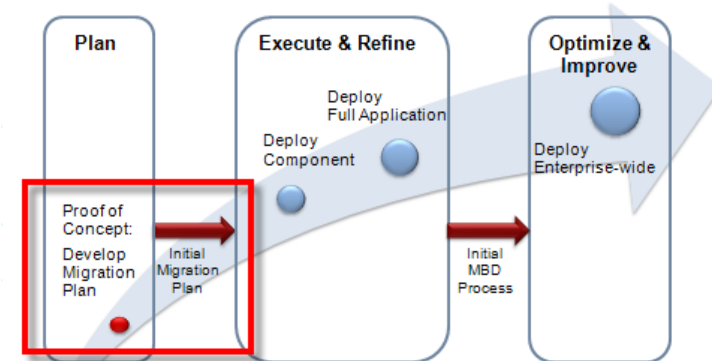 Plan
Proof of
Concept:
Develop
Migration
Plan
Initial
Migration
Plan
Execute & Refine
Deploy
Full Application
Deploy
Component
Initial
MBD
Process
Optimize &
Improve
Deploy
Enterprise-wide